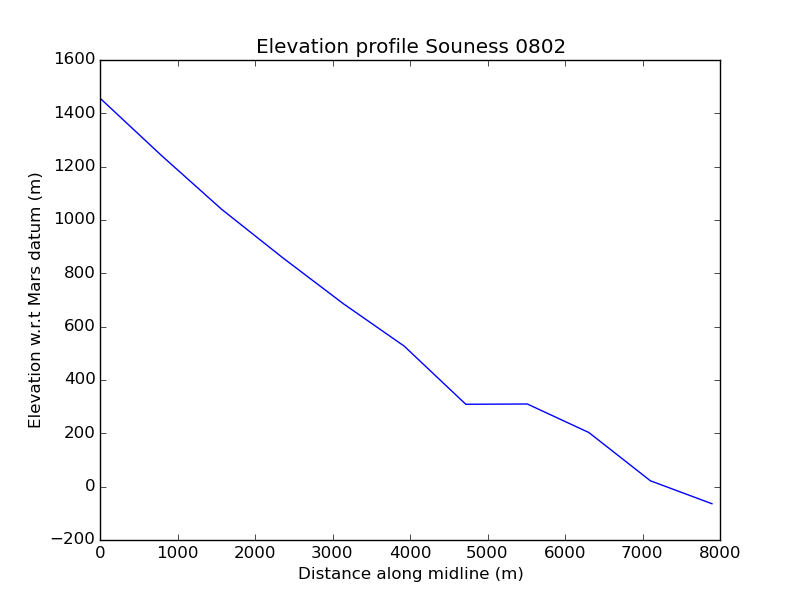 Elevation profile Souness 0802
1600
1400
1200
1000
800
600
400
200
0
−200
Elevation w.r.t Mars datum (m)
0 1000 2000 3000 4000 5000 6000 7000 8000
Distance along midline (m)